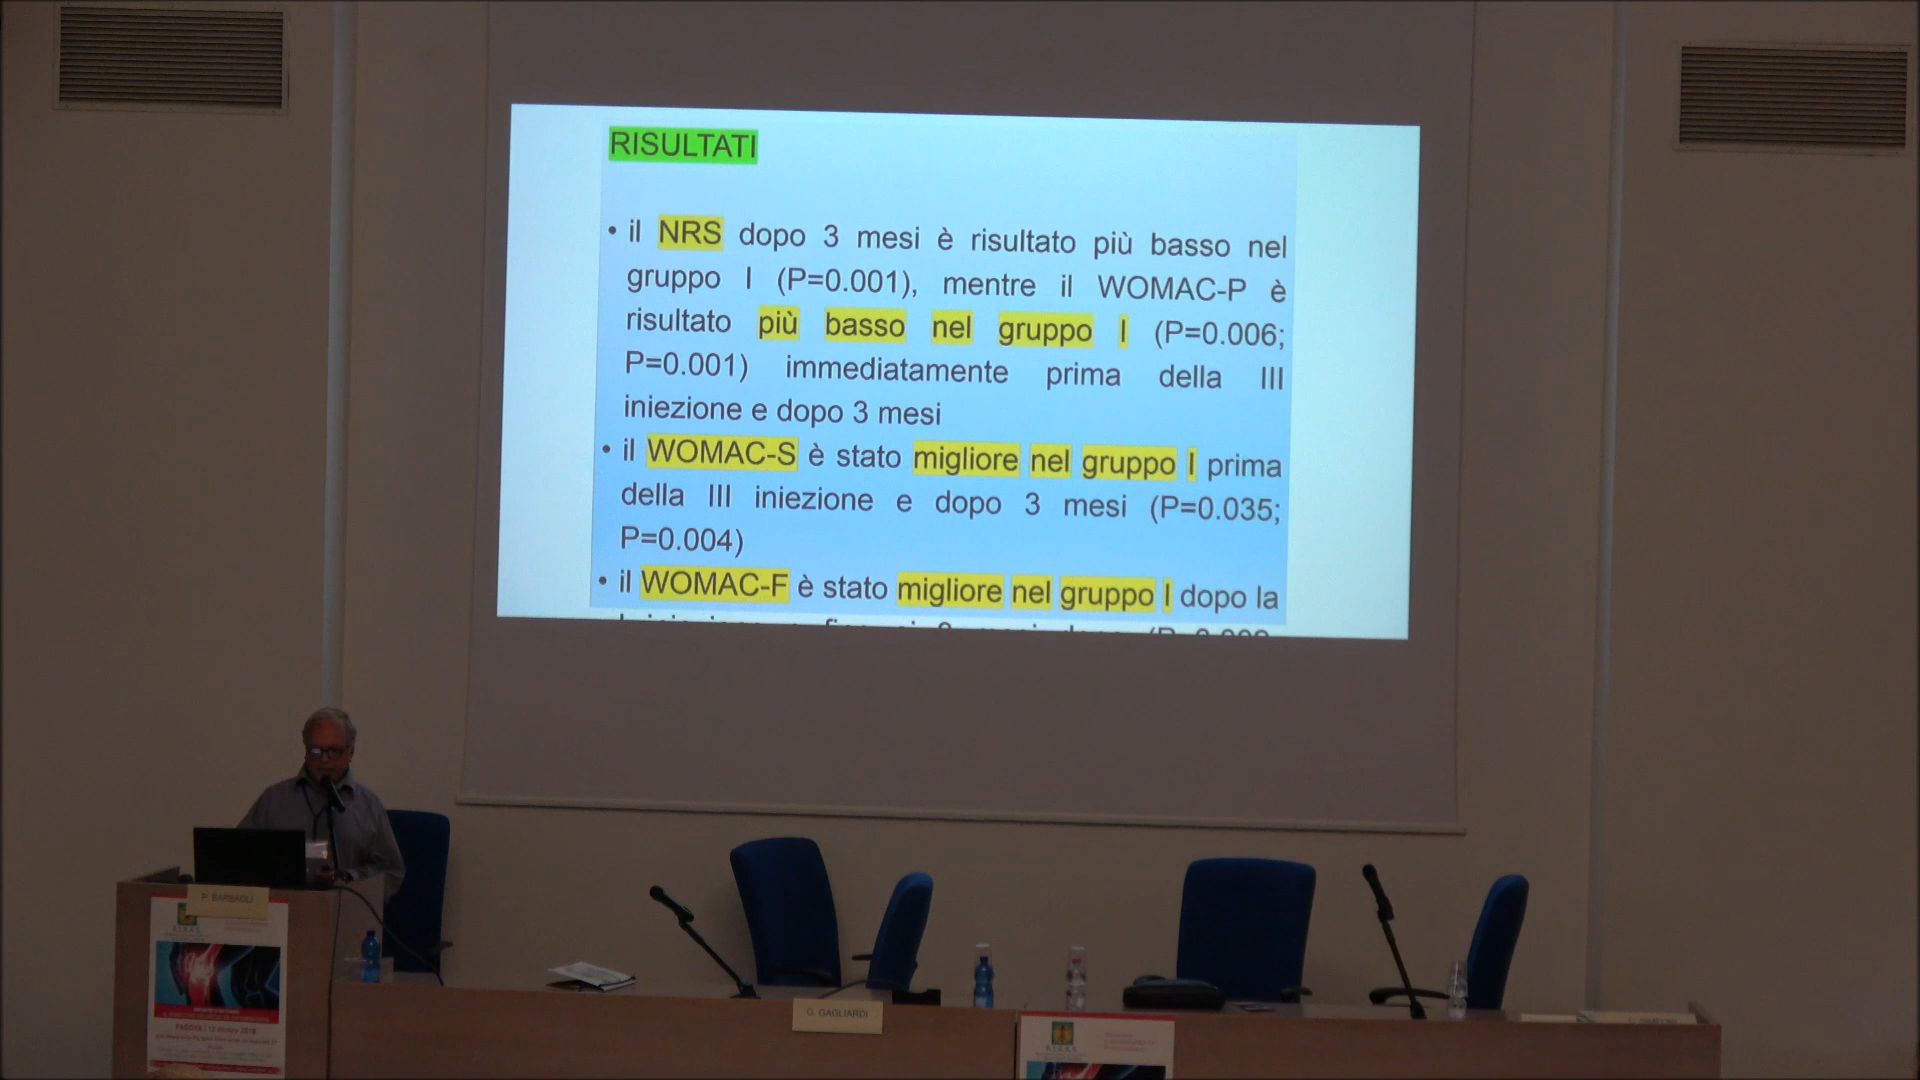 RISULTATI
• il NRS dopo 3 mesi è risultato più basso nel
gruppo I (P=0.001), mentre il WOMAC-P è
risultato più basso nel gruppo I (P=0.006;
P=0.001) immediatamente prima della III
iniezione e dopo 3 mesi
• il WOMAC-S è stato migliore nel gruppo I prima
della III iniezione e dopo 3 mesi (P=0.035;
P=0.004)
• il WOMAC-F è stato migliore nel gruppo I dopo la
P. BARBAGLI
A.I.R.A.S.
PADOVA | 13 ottobre 2018
G. GAGLIARDI
A.I.R.A.S.